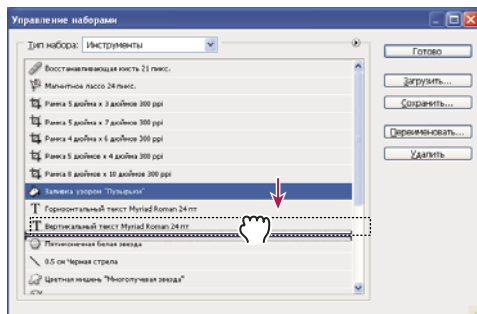 Управление наборами
Тип набора: Инструменты
Готово
Восстанавливающая кисть 21 пикс.
Загрузить...
Магнитное лассо 24 пикс.
Сохранить...
Рамка 5 дюйма x 3 дюймов 300 ppi
Рамка 5 дюйма x 7 дюймов 300 ppi
Переименовать...
Рамка 4 дюйма x 6 дюймов 300 ppi
Удалить
Рамка 5 дюймов x 4 дюйма 300 ppi
Рамка 8 дюймов x 10 дюймов 300 ppi
Заливка узором "Пузырьки"
Горизонтальный текст Myriad Roman 24 пт
Вертикальный текст Myriad Roman 24 пт
Пятиконечная белая звезда
0.5 см Черная стрела
Цветная мишень "Многолучевая звезда"